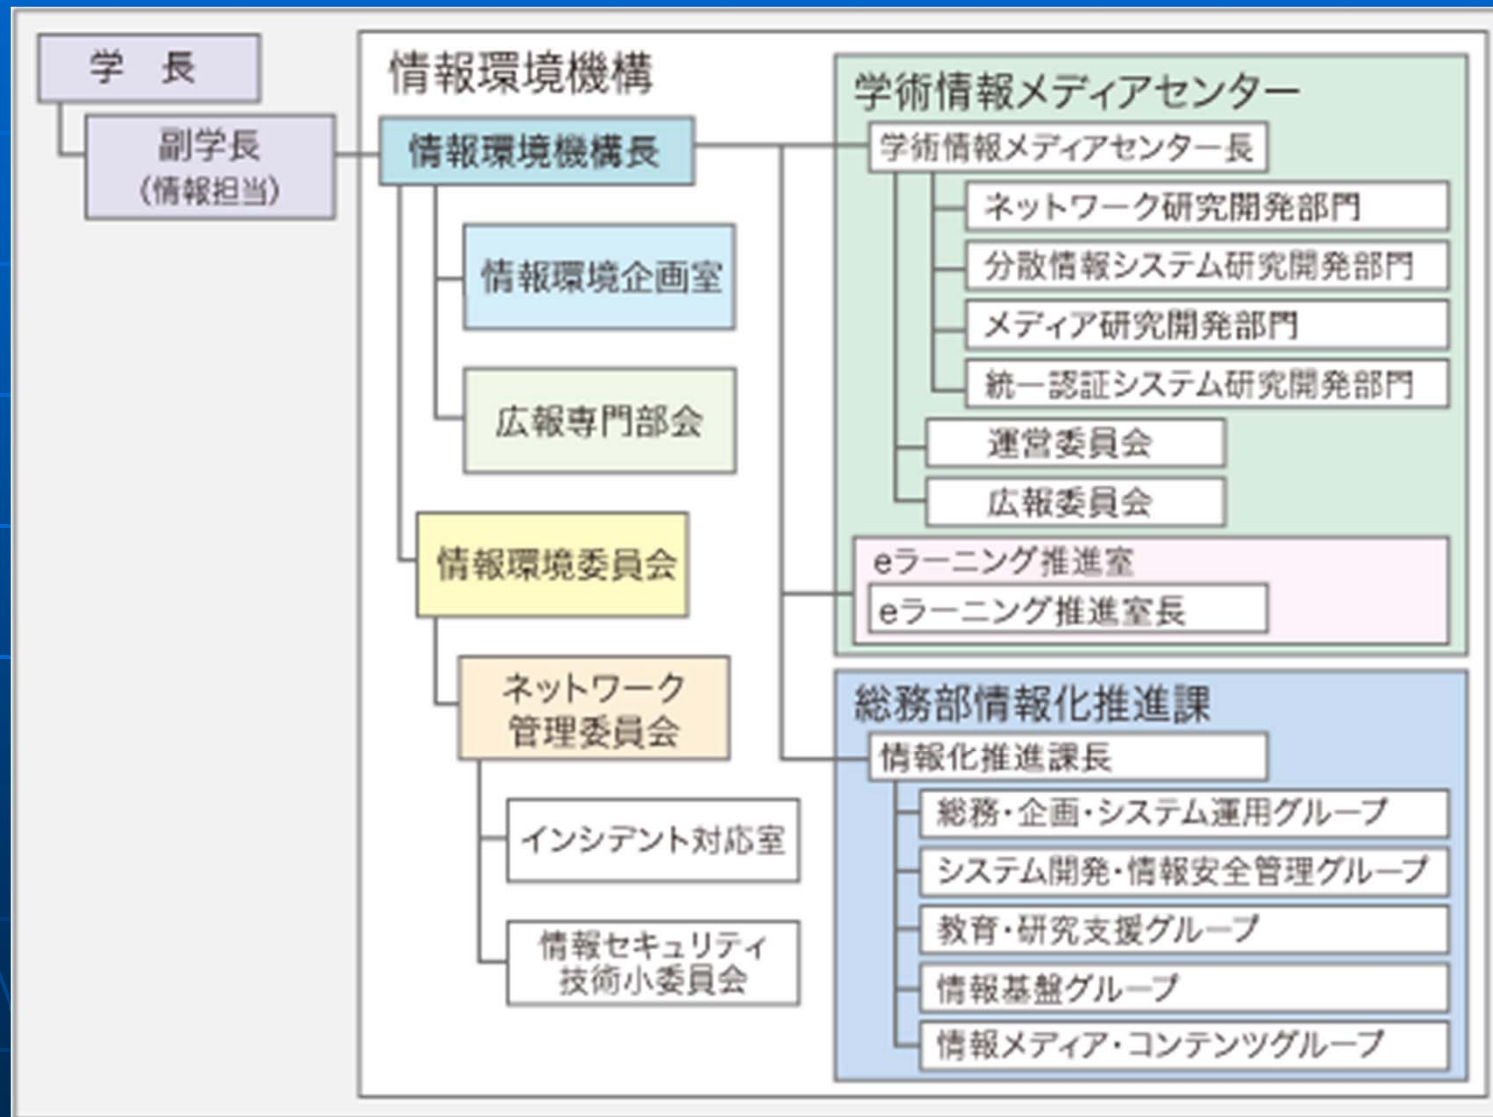 学 長
副学長
(情報担当)
情報環境機構
情報環境機構長
情報環境企画室
広報専門部会
情報環境委員会
ネットワーク
管理委員会
インシデント対応室
情報セキュリティ
技術小委員会
学術情報メディアセンター
学術情報メディアセンター長
ネットワーク研究開発部門
分散情報システム研究開発部門
メディア研究開発部門
統一認証システム研究開発部門
運営委員会
広報委員会
eラーニング推進室
eラーニング推進室長
総務部情報化推進課
情報化推進課長
総務・企画・システム運用グループ
システム開発・情報安全管理グループ
教育・研究支援グループ
情報基盤グループ
情報メディア・コンテンツグループ